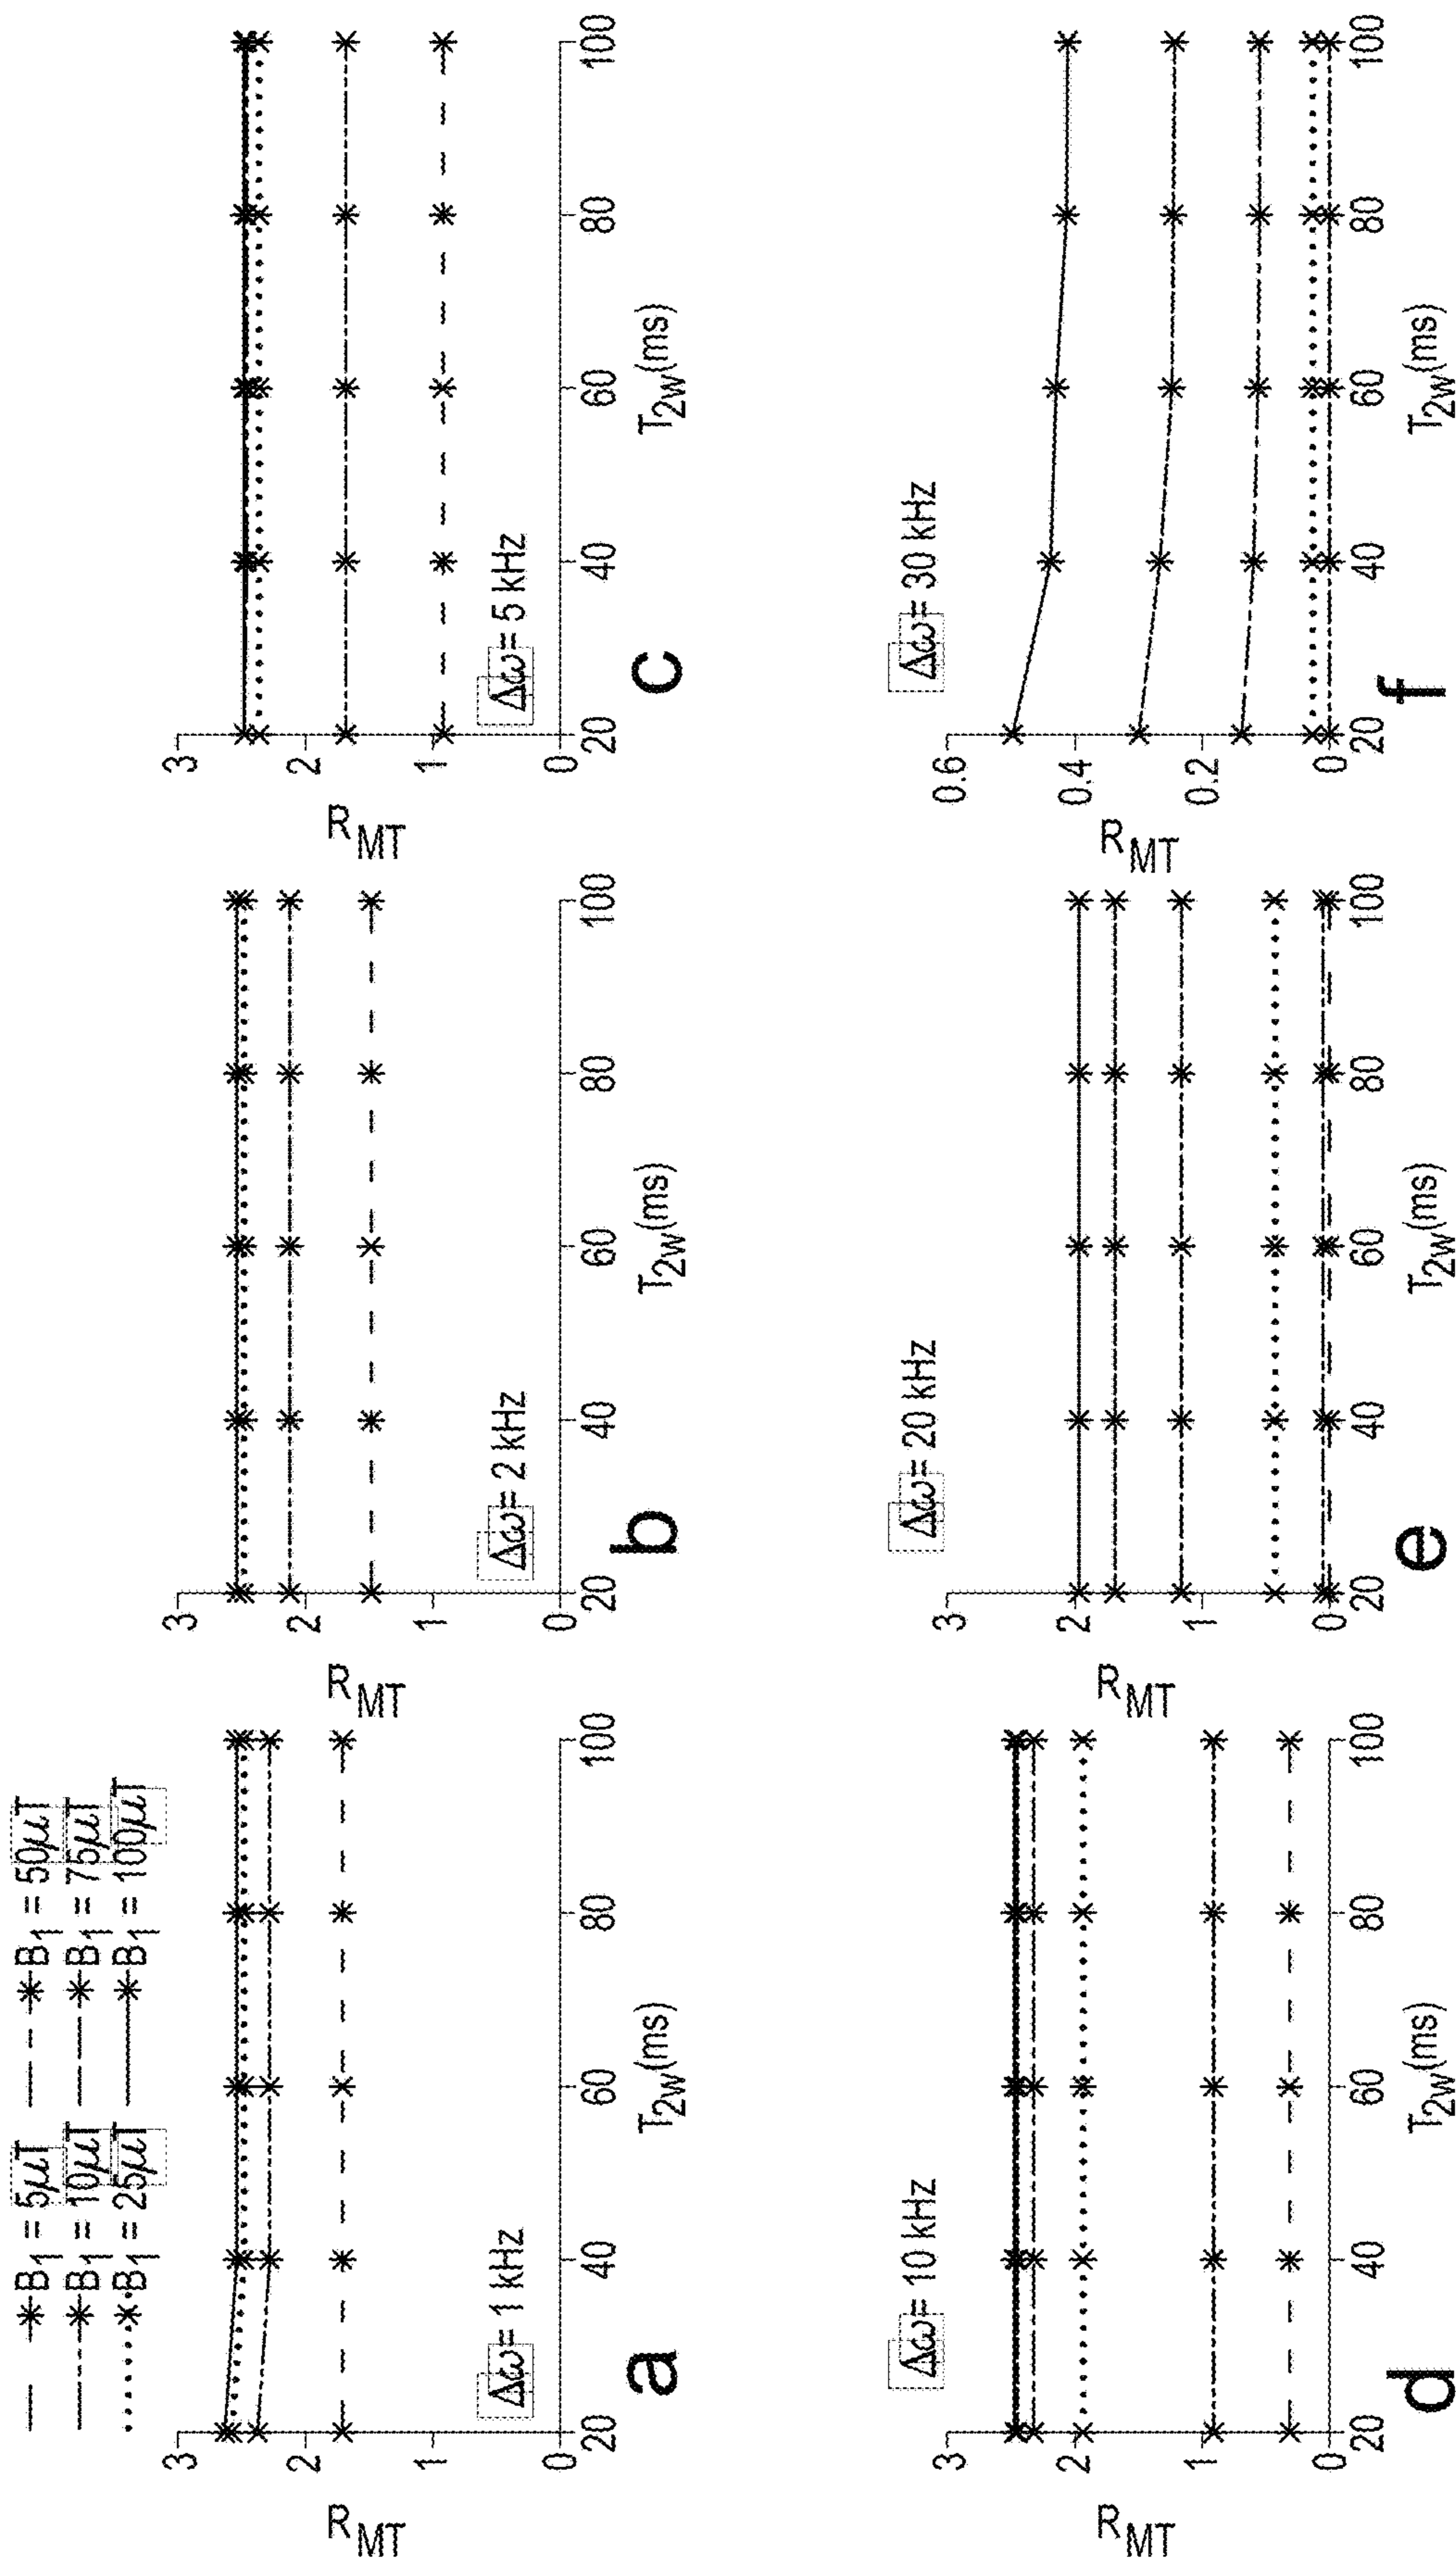 B1 = 5μT
B1 = 50μT
B1 = 10μT
B1 = 75μT
B1 = 25μT
B1 = 100μT
RMT
3
2
1
0
20
40
60
80
100
T2w(ms)
Δω= 1 kHz
a
RMT
3
2
1
0
20
40
60
80
100
T2w(ms)
Δω= 2 kHz
b
RMT
3
2
1
0
20
40
60
80
100
T2w(ms)
Δω= 5 kHz
c
RMT
3
2
1
0
20
40
60
80
100
T2w(ms)
Δω= 10 kHz
d
RMT
3
2
1
0
20
40
60
80
100
T2w(ms)
Δω= 20 kHz
e
RMT
0.6
0.4
0.2
0
20
40
60
80
100
T2w(ms)
Δω= 30 kHz
f